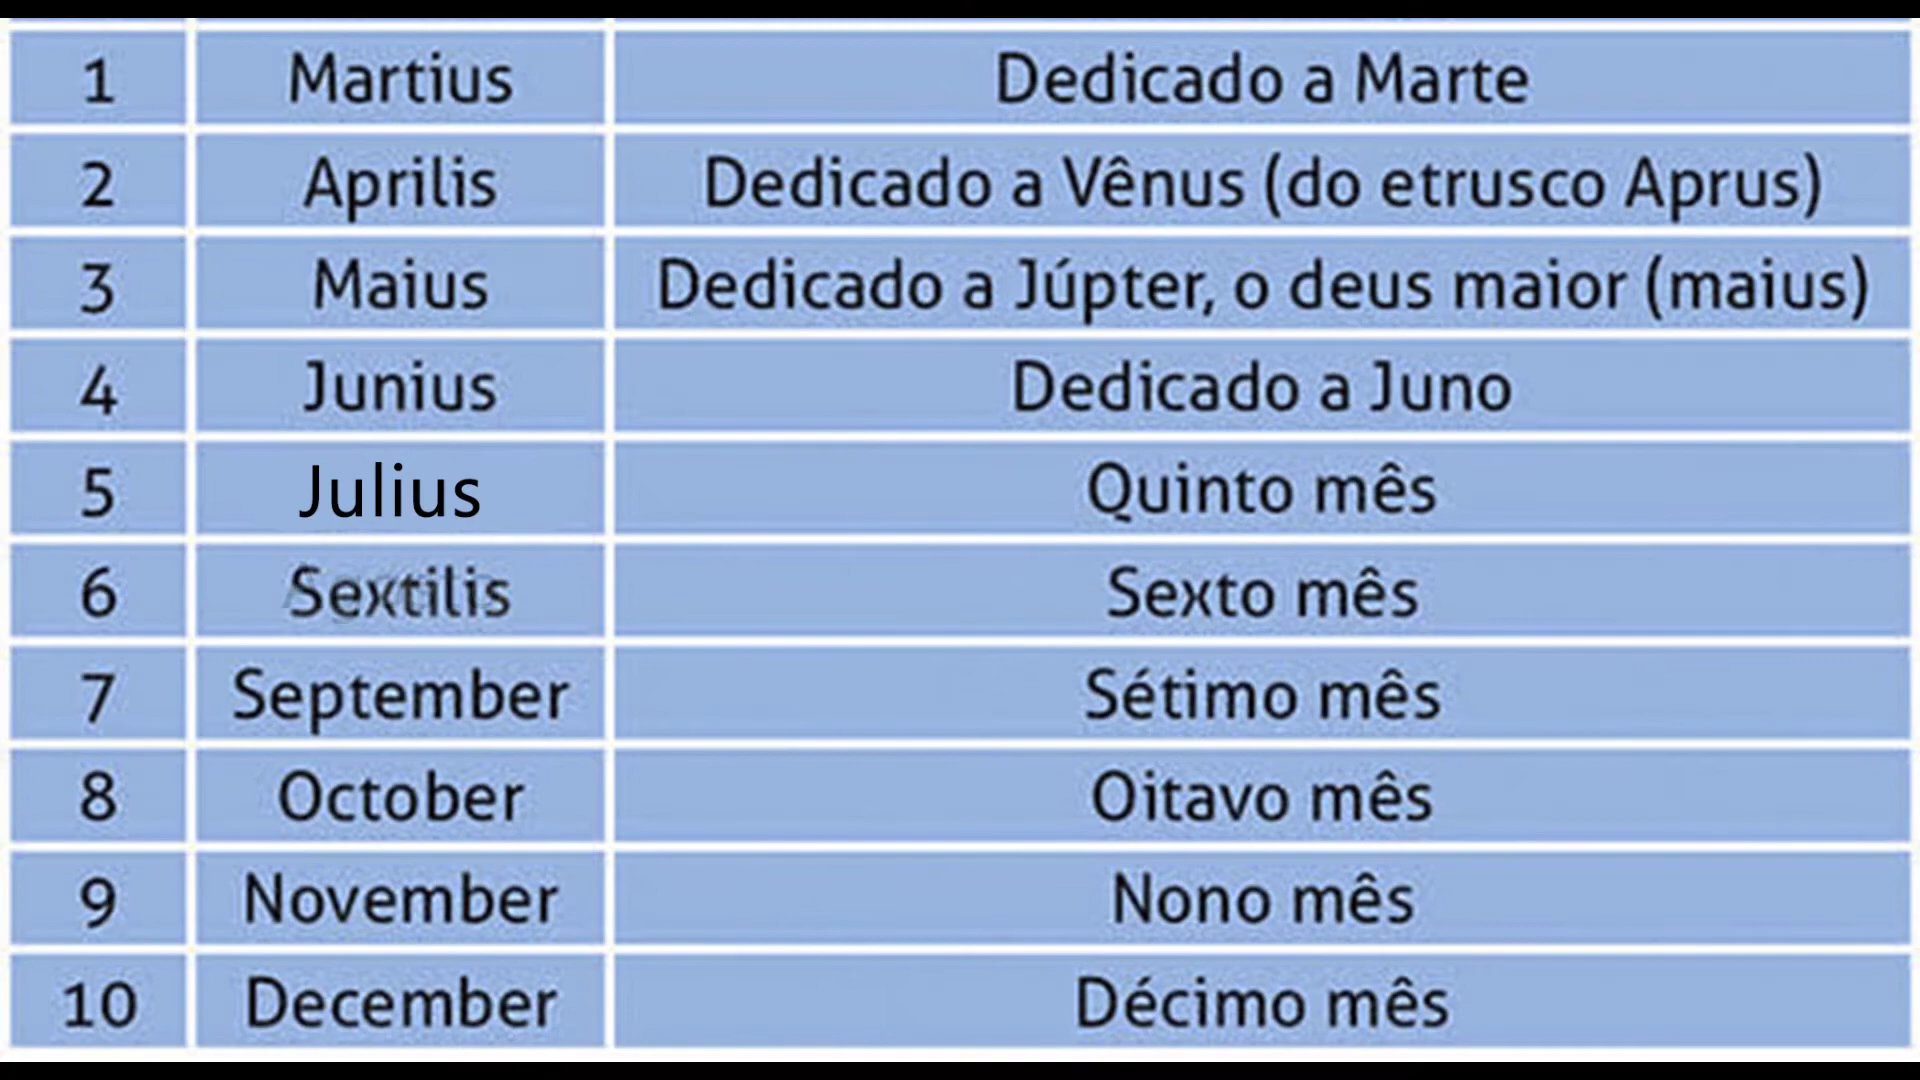 1 Martius Dedicado a Marte
2 Aprilis Dedicado a Vênus (do etrusco Aprus)
3 Maius Dedicado a Júpter, o deus maior (maius)
4 Junius Dedicado a Juno
5 Julius Quinto mês
6 Sextilis Sexto mês
7 September Sétimo mês
8 October Oitavo mês
9 November Nono mês
10 December Décimo mês